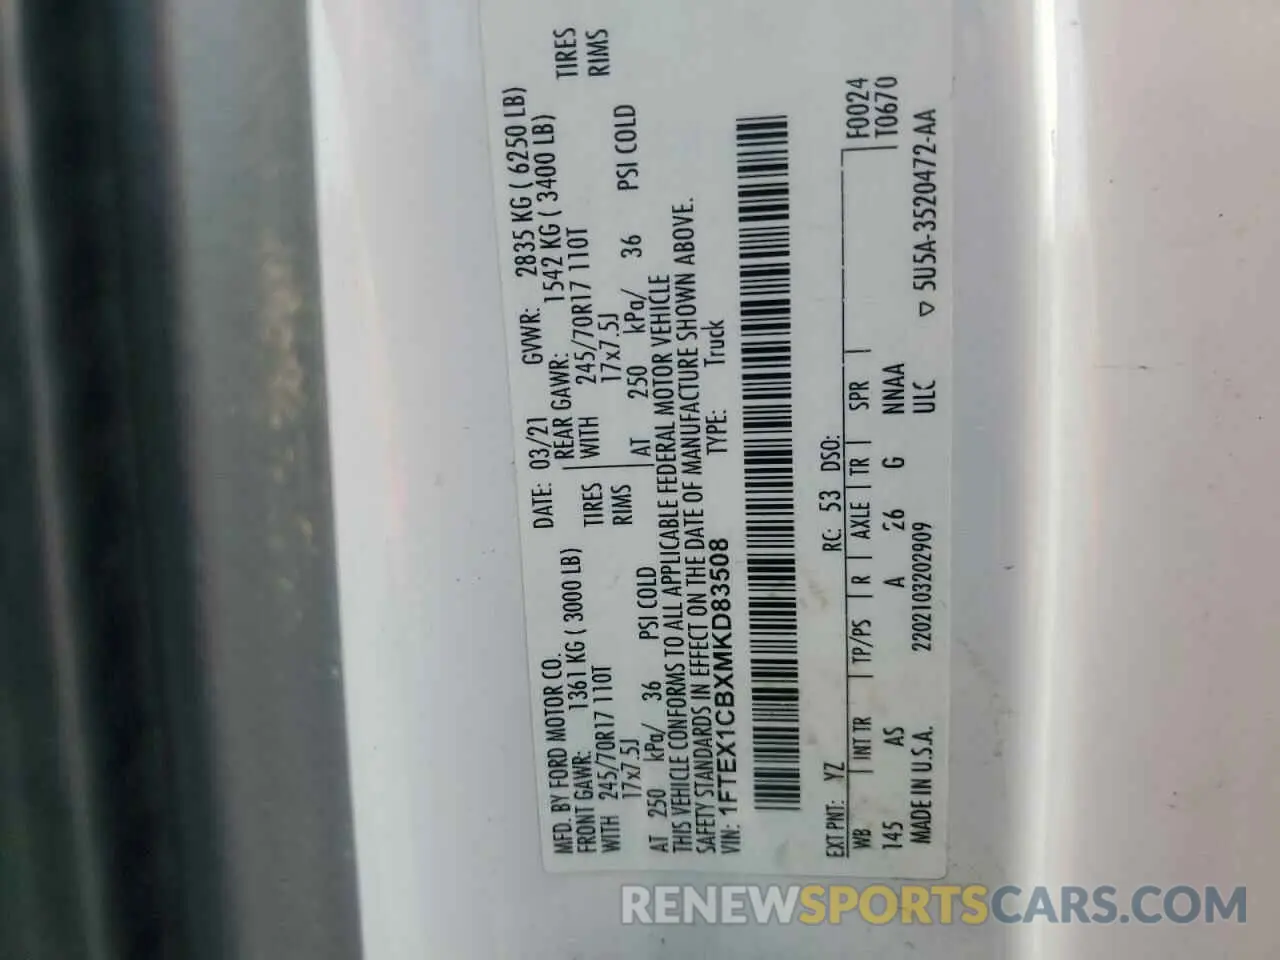 MFD. BY FORD MOTOR CO.
DATE: 03/21 GVWR: 2835 KG ( 6250 LB)
FRONT GAWR: 1361 KG ( 3000 LB)
REAR GAWR: 1542 KG ( 3400 LB)
WITH 245/70R17 110T TIRES
WITH 245/70R17 110T TIRES
17x7.5J RIMS
17x7.5J RIMS
AT 250 kPa/ 36 PSI COLD
AT 250 kPa/ 36 PSI COLD
THIS VEHICLE CONFORMS TO ALL APPLICABLE FEDERAL MOTOR VEHICLE
SAFETY STANDARDS IN EFFECT ON THE DATE OF MANUFACTURE SHOWN ABOVE.
VIN: 1FTEX1CBXMKD83508 TYPE: Truck
EXT PNT: YZ RC: 53 DSO:
WB INT TR TP/PS R AXLE TR SPR F0024
145 AS A 26 G NNAA T0670
MADE IN U.S.A. 2202103202909 ULC ▽ 5U5A-3520472-AA
RENEWSPORTSCARS.COM